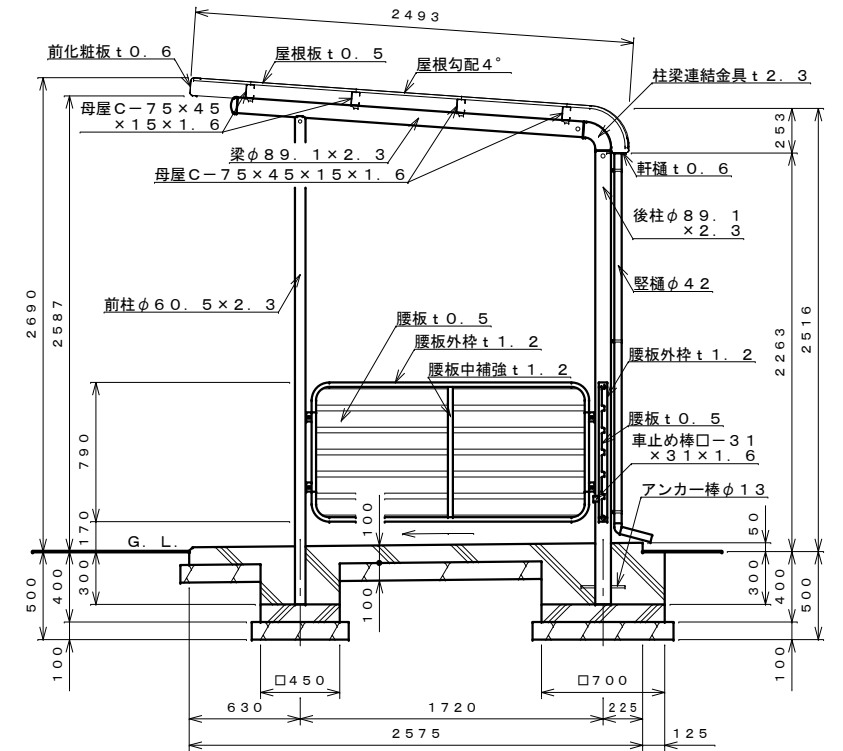 2493
前化粧板t0.6
屋根板t0.5
屋根勾配4°
柱梁連結金具t2.3
母屋C-75×45
×15×1.6
梁φ89.1×2.3
母屋C-75×45×15×1.6
253
軒樋t0.6
後柱φ89.1
×2.3
竪樋φ42
前柱φ60.5×2.3
2690
2587
2263
2516
腰板t0.5
腰板外枠t1.2
腰板中補強t1.2
腰板外枠t1.2
腰板t0.5
車止め棒□-31
×31×1.6
アンカー棒φ13
790
170
100
50
G.L.
500
400
300
100
300
400
500
100
100
□450
□700
630
1720
225
2575
125